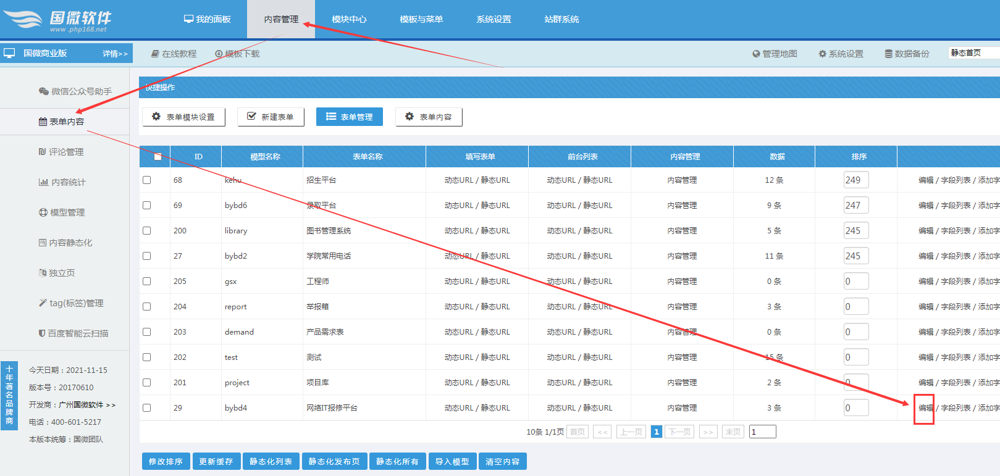 国微软件
www.php168.net
我的面板 内容管理 模块中心 模板与菜单 系统设置 站群系统
国微商业版 详情>> 在线教程 模板下载 管理地图 系统设置 数据备份 静态首页
微信公众号助手
表单内容
评论管理
内容统计
模型管理
内容静态化
独立页
tag(标签)管理
百度智能云扫描
十年著名品牌商
今天日期：2021-11-15
版本号：20170610
开发商：广州国微软件 >>
电话：400-601-5217
本版本统筹：国微团队
快捷操作
表单模块设置 新建表单 表单管理 表单内容
ID 模型名称 表单名称 填写表单 前台列表 内容管理 数据 排序
68 kehu 招生平台 动态URL / 静态URL 动态URL / 静态URL 内容管理 12 条 249 编辑 / 字段列表 / 添加字
69 bybd6 录取平台 动态URL / 静态URL 动态URL / 静态URL 内容管理 9 条 247 编辑 / 字段列表 / 添加字
200 library 图书管理系统 动态URL / 静态URL 动态URL / 静态URL 内容管理 5 条 245 编辑 / 字段列表 / 添加字
27 bybd2 学院常用电话 动态URL / 静态URL 动态URL / 静态URL 内容管理 11 条 245 编辑 / 字段列表 / 添加字
205 gsx 工程师 动态URL / 静态URL 动态URL / 静态URL 内容管理 0 条 0 编辑 / 字段列表 / 添加字
204 report 举报箱 动态URL / 静态URL 动态URL / 静态URL 内容管理 3 条 0 编辑 / 字段列表 / 添加字
203 demand 产品需求表 动态URL / 静态URL 动态URL / 静态URL 内容管理 0 条 0 编辑 / 字段列表 / 添加字
202 test 测试 动态URL / 静态URL 动态URL / 静态URL 内容管理 15 条 0 编辑 / 字段列表 / 添加字
201 project 项目库 动态URL / 静态URL 动态URL / 静态URL 内容管理 2 条 0 编辑 / 字段列表 / 添加字
29 bybd4 网络IT报修平台 动态URL / 静态URL 动态URL / 静态URL 内容管理 3 条 0 编辑 / 字段列表 / 添加字
10条 1/1页 首页 << 上一页 1 下一页 >> 末页 1
修改排序 更新缓存 静态化列表 静态化发布页 静态化所有 导入模型 清空内容